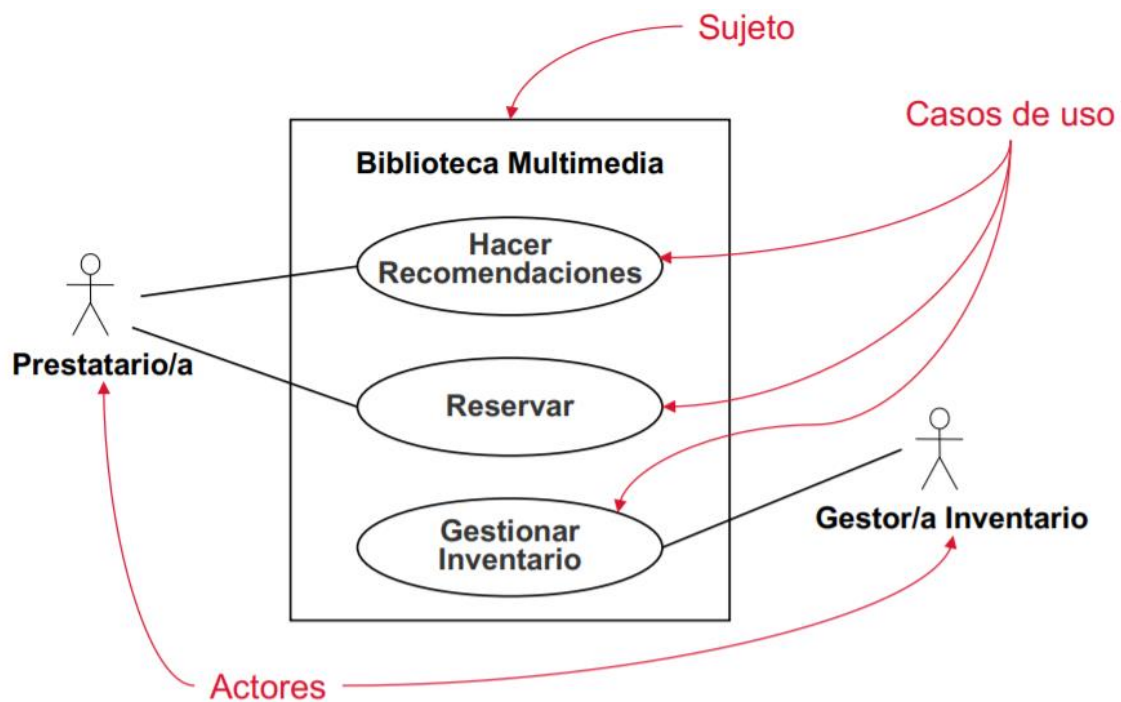 Sujeto
Casos de uso
Biblioteca Multimedia
Hacer
Recomendaciones
Prestatario/a
Reservar
Gestor/a Inventario
Gestionar
Inventario
Actores